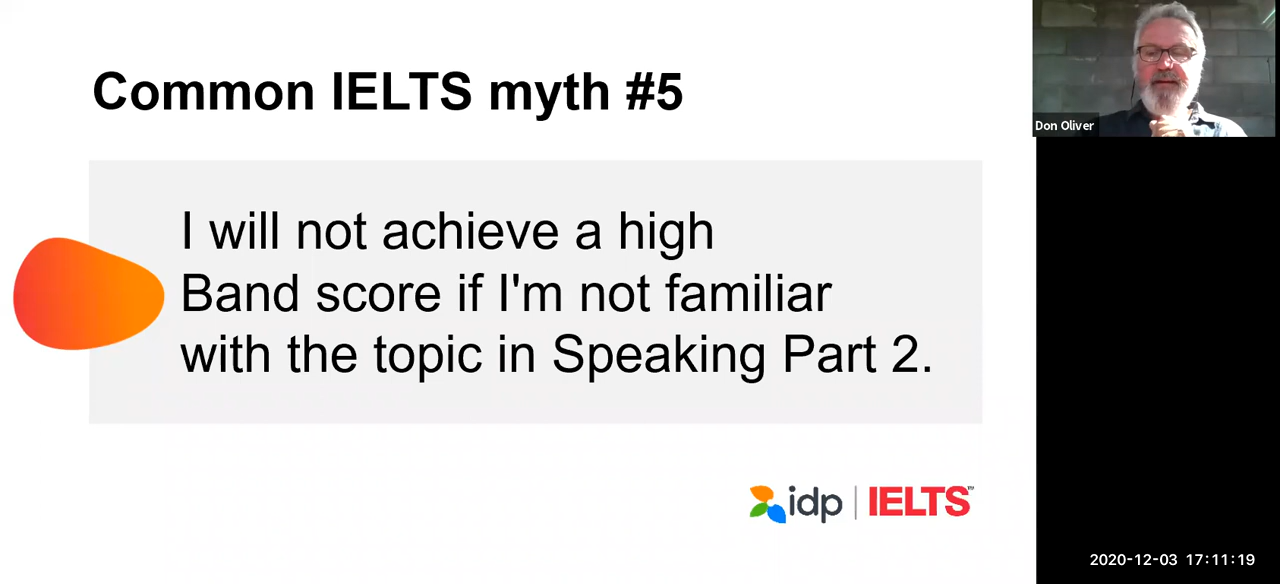 Common IELTS myth #5
I will not achieve a high
Band score if I'm not familiar
with the topic in Speaking Part 2.
idp | IELTS™
Don Oliver
2020-12-03 17:11:19